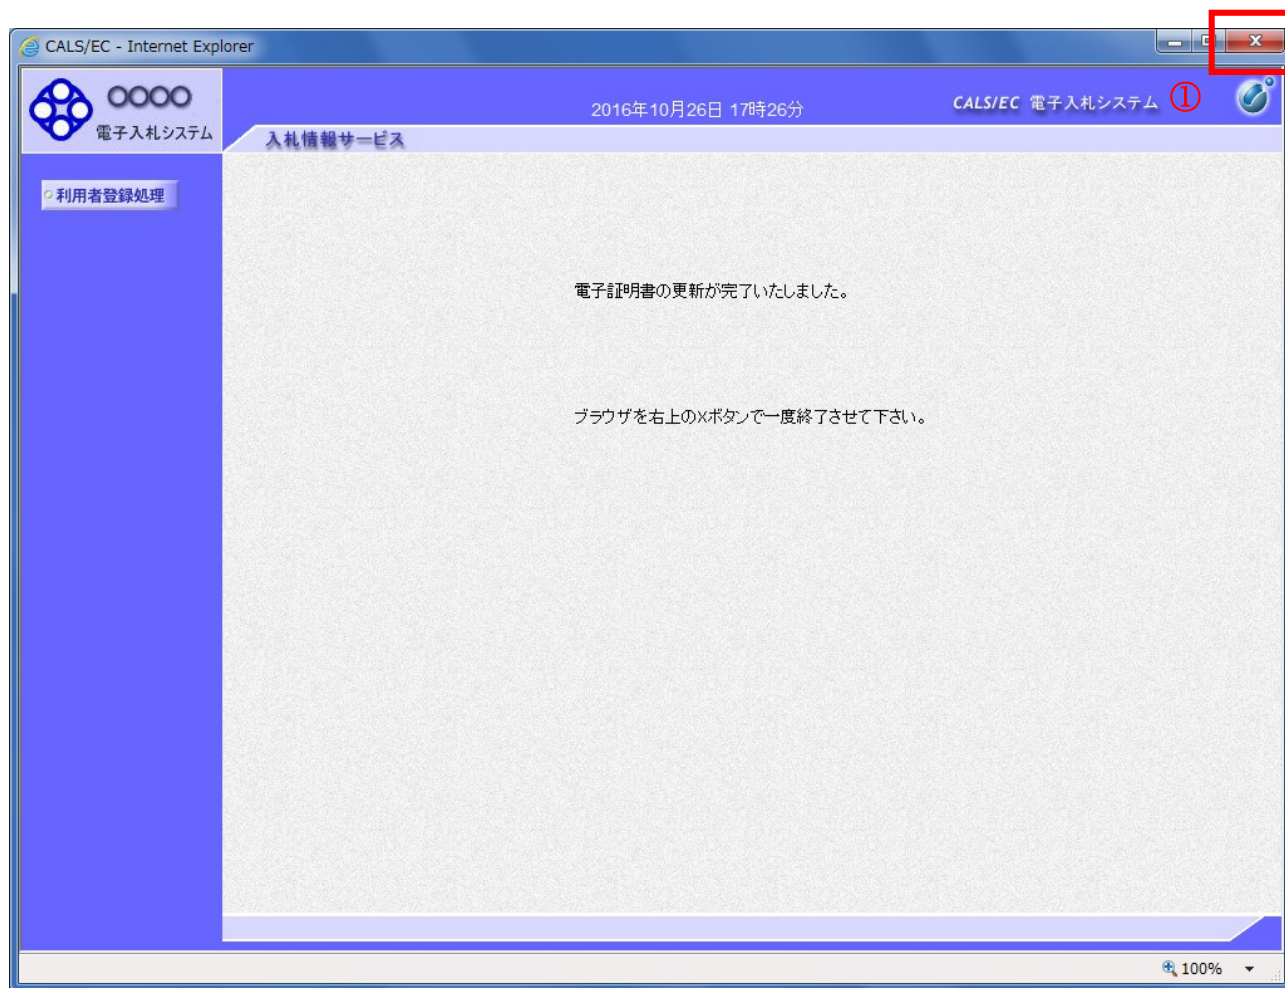 CALS/EC - Internet Explorer
〇〇〇〇
電子入札システム
2016年10月26日 17時26分
CALS/EC 電子入札システム
①
入札情報サービス
利用者登録処理
電子証明書の更新が完了いたしました。
ブラウザを右上の×ボタンで一度終了させて下さい。
100%